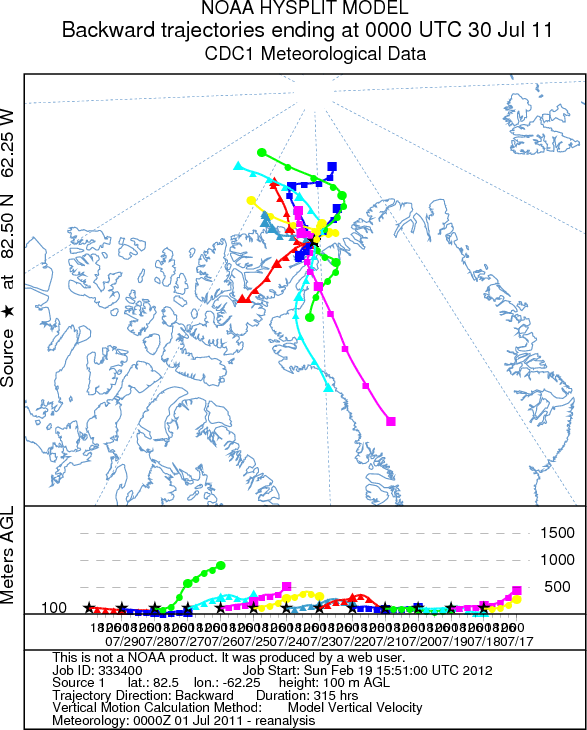 NOAA HYSPLIT MODEL
Backward trajectories ending at 0000 UTC 30 Jul 11
CDC1 Meteorological Data
Source ★ at 82.50 N 62.25 W
Meters AGL
1500
1000
500
100
07/29 07/28 07/27 07/26 07/25 07/24 07/23 07/22 07/21 07/20 07/19 07/18 07/17
This is not a NOAA product. It was produced by a web user.
Job ID: 333400 Job Start: Sun Feb 19 15:51:00 UTC 2012
Source 1 lat.: 82.5 lon.: -62.25 height: 100 m AGL
Trajectory Direction: Backward Duration: 315 hrs
Vertical Motion Calculation Method: Model Vertical Velocity
Meteorology: 0000Z 01 Jul 2011 - reanalysis